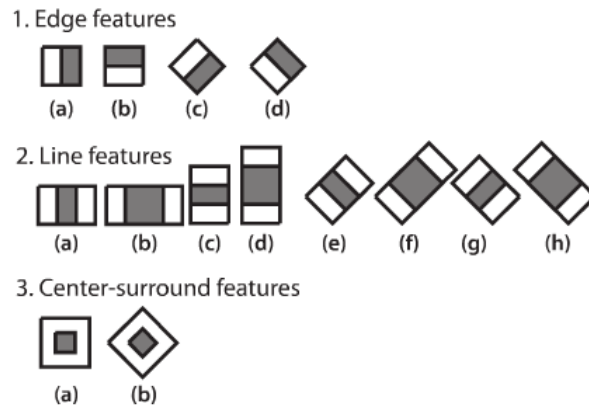 1. Edge features
(a) (b) (c) (d)
2. Line features
(a) (b) (c) (d) (e) (f) (g) (h)
3. Center-surround features
(a) (b)